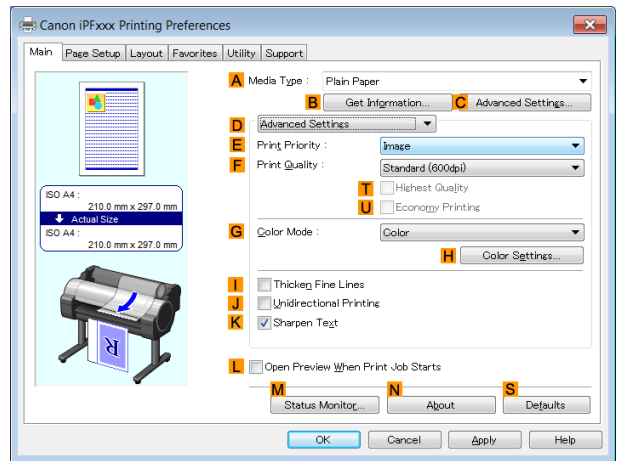 Canon iPFxxx Printing Preferences
Main Page Setup Layout Favorites Utility Support
A Media Type : Plain Paper
B Get Information... C Advanced Settings...
D Advanced Settings
E Print Priority : Image
F Print Quality : Standard (600dpi)
T Highest Quality
U Economy Printing
ISO A4 :
210.0 mm x 297.0 mm
Actual Size
ISO A4 :
210.0 mm x 297.0 mm
G Color Mode : Color
H Color Settings...
I Thicken Fine Lines
J Unidirectional Printing
K Sharpen Text
R
L Open Preview When Print Job Starts
M N S
Status Monitor... About Defaults
OK Cancel Apply Help